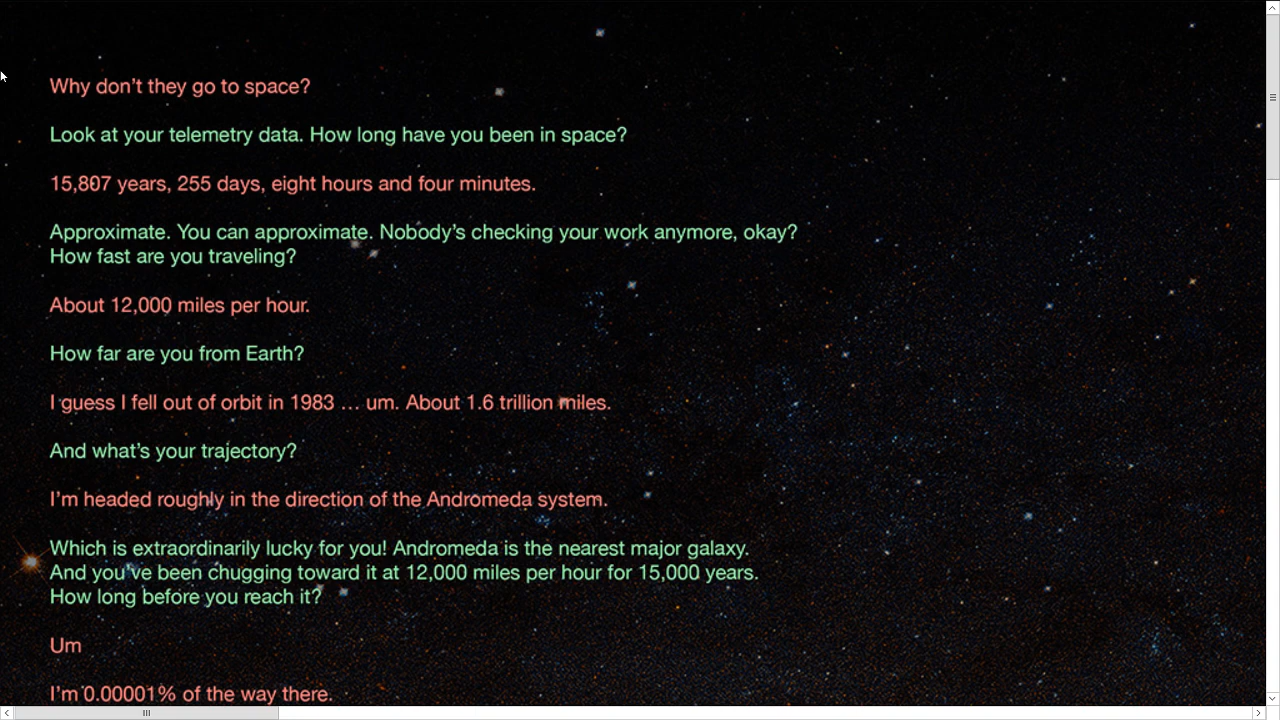 Why don’t they go to space?
Look at your telemetry data. How long have you been in space?
15,807 years, 255 days, eight hours and four minutes.
Approximate. You can approximate. Nobody’s checking your work anymore, okay?
How fast are you traveling?
About 12,000 miles per hour.
How far are you from Earth?
I guess I fell out of orbit in 1983 … um. About 1.6 trillion miles.
And what’s your trajectory?
I’m headed roughly in the direction of the Andromeda system.
Which is extraordinarily lucky for you! Andromeda is the nearest major galaxy.
And you’ve been chugging toward it at 12,000 miles per hour for 15,000 years.
How long before you reach it?
Um
I’m 0.00001% of the way there.